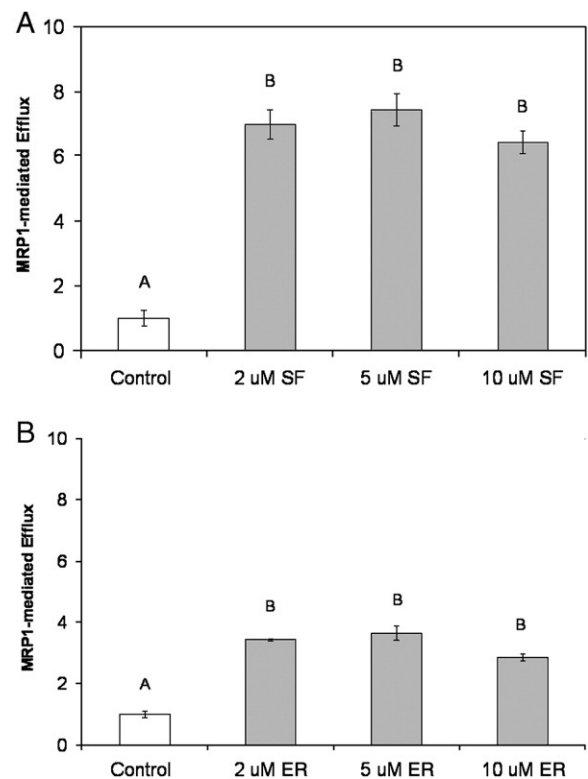 A
MRP1-mediated Efflux
10
8
6
4
2
0
A
B
B
B
Control
2 uM SF
5 uM SF
10 uM SF
B
MRP1-mediated Efflux
10
8
6
4
2
0
A
B
B
B
Control
2 uM ER
5 uM ER
10 uM ER